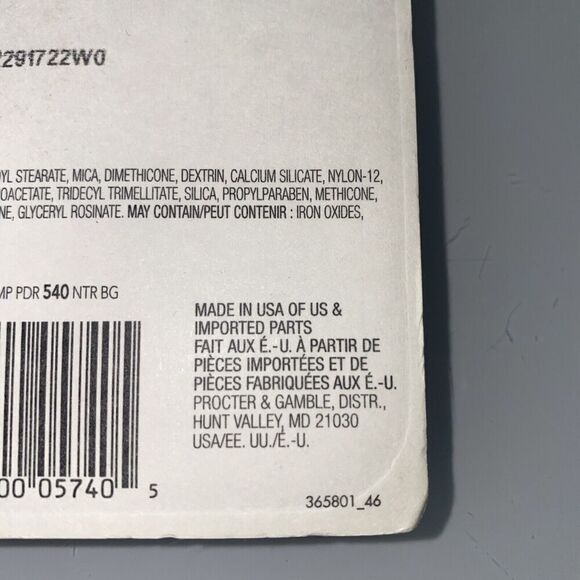 2291722W0
YL STEARATE, MICA, DIMETHICONE, DEXTRIN, CALCIUM SILICATE, NYLON-12,
OACETATE, TRIDECYL TRIMELLITATE, SILICA, PROPYLPARABEN, METHICONE,
NE, GLYCERYL ROSINATE. MAY CONTAIN/PEUT CONTENIR : IRON OXIDES,
MP PDR 540 NTR BG
MADE IN USA OF US &
IMPORTED PARTS
FAIT AUX É.-U. À PARTIR DE
PIÈCES IMPORTÉES ET DE
PIÈCES FABRIQUÉES AUX É.-U.
PROCTER & GAMBLE, DISTR.,
HUNT VALLEY, MD 21030
USA/EE. UU./É.-U.
00 05740 5
365801_46